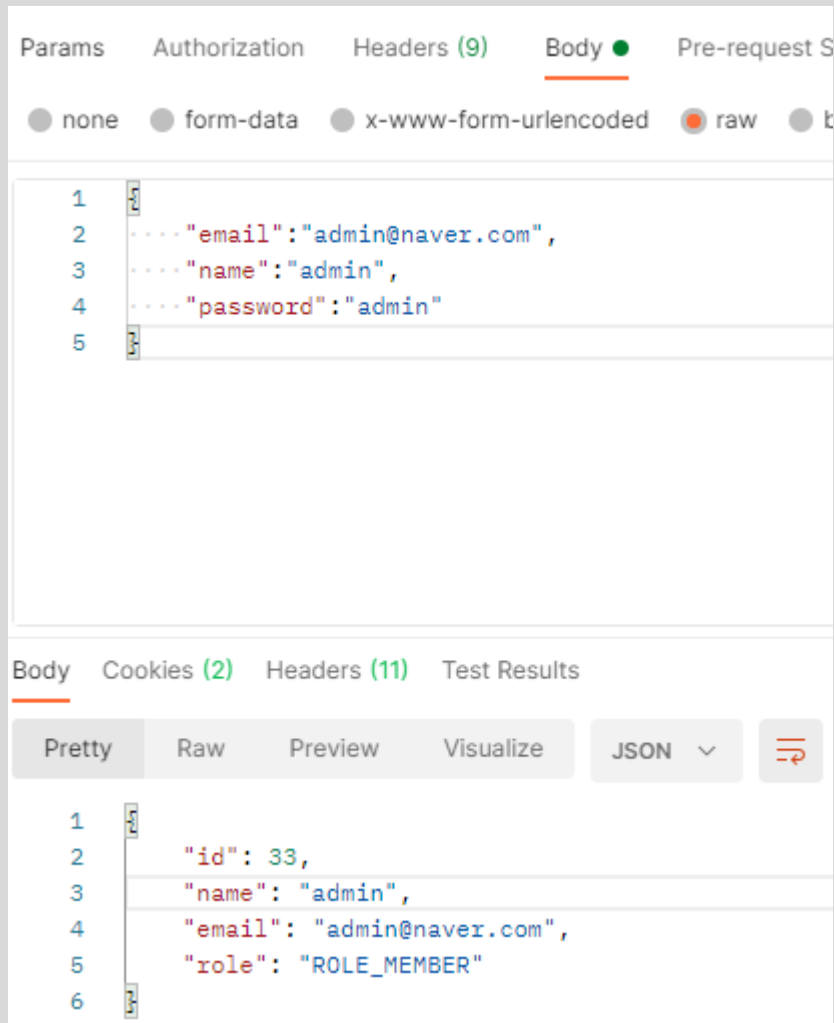 Params Authorization Headers (9) Body Pre-request S
none form-data x-www-form-urlencoded raw b
1 {
2 ····"email":"admin@naver.com",
3 ····"name":"admin",
4 ····"password":"admin"
5 }
Body Cookies (2) Headers (11) Test Results
Pretty Raw Preview Visualize JSON
1 {
2 "id": 33,
3 "name": "admin",
4 "email": "admin@naver.com",
5 "role": "ROLE_MEMBER"
6 }